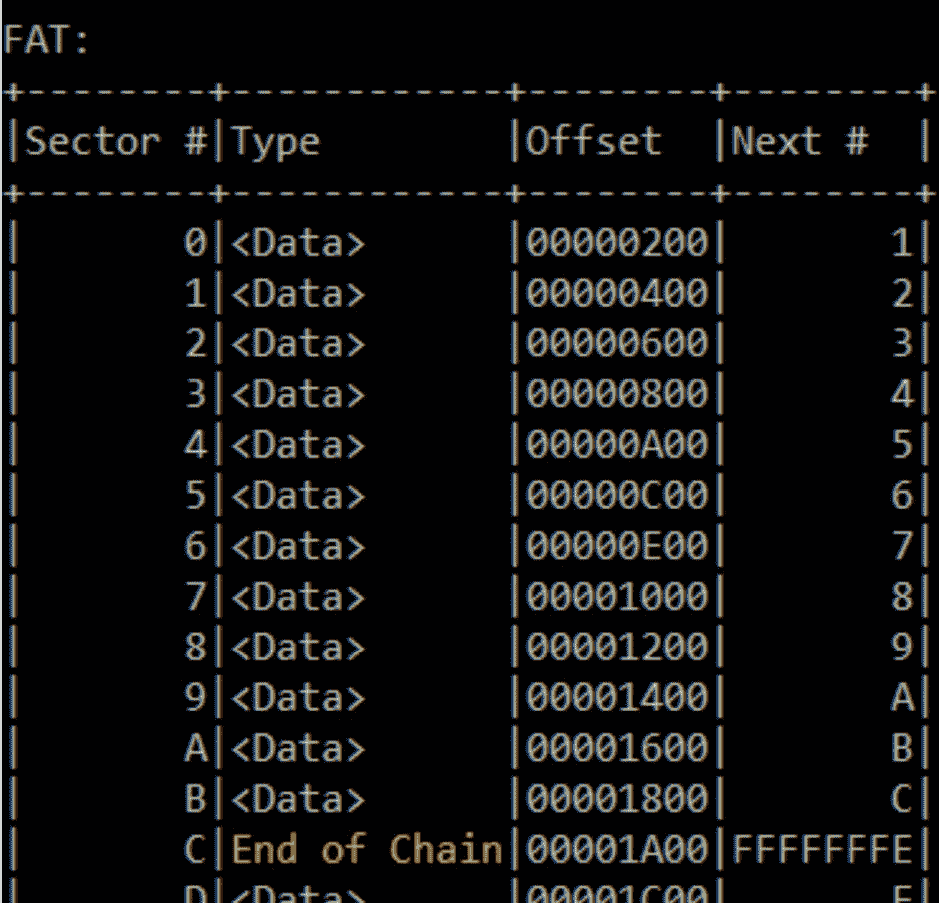 FAT:
+--------+------------+--------+--------+
|Sector #|Type        |Offset  |Next #  |
+--------+------------+--------+--------+
|       0|<Data>      |00000200|       1|
|       1|<Data>      |00000400|       2|
|       2|<Data>      |00000600|       3|
|       3|<Data>      |00000800|       4|
|       4|<Data>      |00000A00|       5|
|       5|<Data>      |00000C00|       6|
|       6|<Data>      |00000E00|       7|
|       7|<Data>      |00001000|       8|
|       8|<Data>      |00001200|       9|
|       9|<Data>      |00001400|       A|
|       A|<Data>      |00001600|       B|
|       B|<Data>      |00001800|       C|
|       C|End of Chain|00001A00|FFFFFFFE|
|       D|<Data>      |00001C00|        |